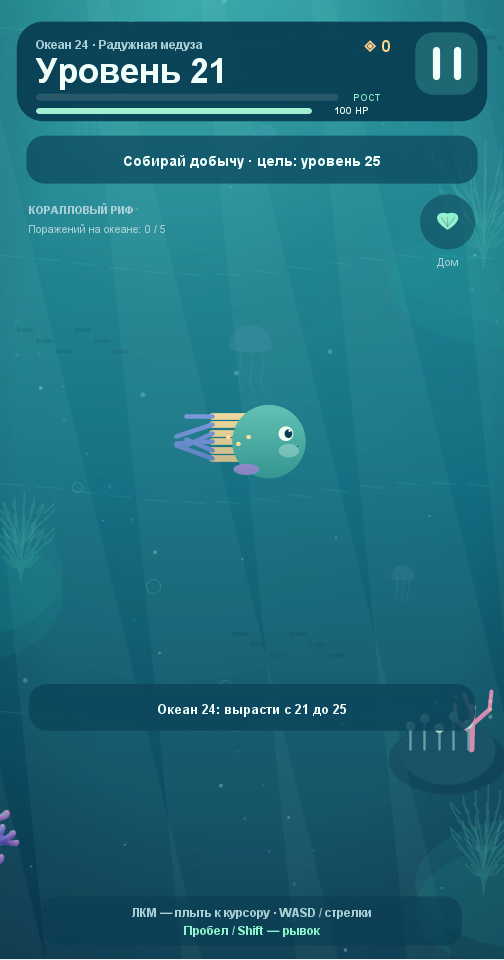 Океан 24 · Радужная медуза
Уровень 21
0
РОСТ
100 HP
Собирай добычу · цель: уровень 25
КОРАЛЛОВЫЙ РИФ
Поражений на океане: 0 / 5
Дом
Океан 24: вырасти с 21 до 25
ЛКМ — плыть к курсору · WASD / стрелки
Пробел / Shift — рывок